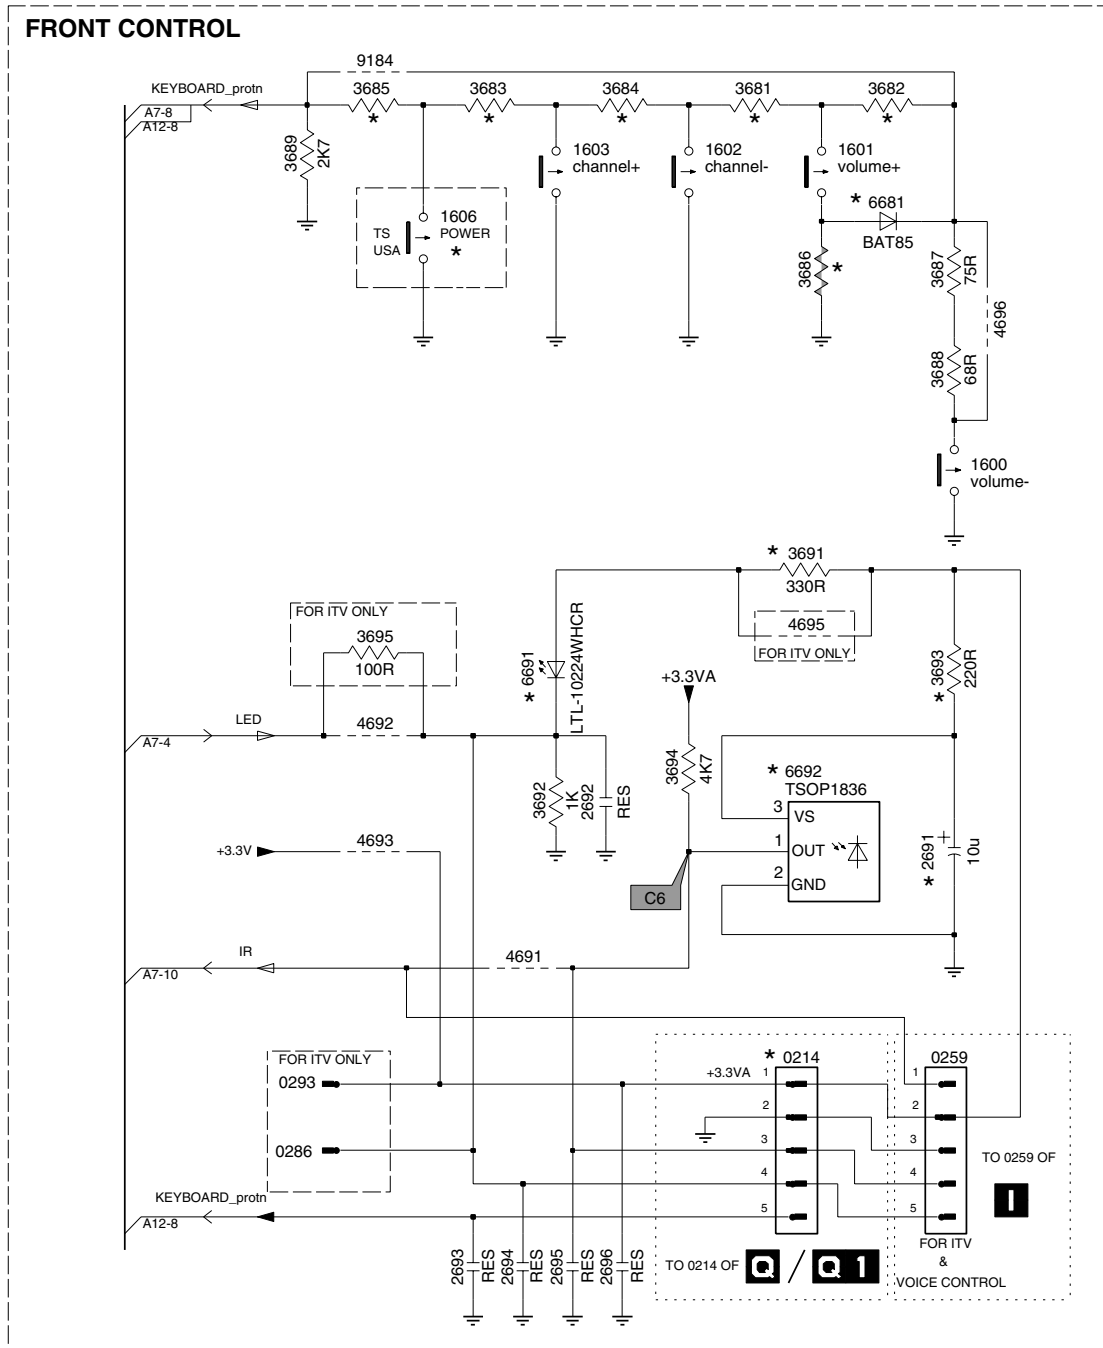 FRONT CONTROL
9184
KEYBOARD_protn
A7-8
A12-8
3685
*
3683
*
3684
*
3681
*
3682
*
3689
2K7
1603
channel+
1602
channel-
1601
volume+
TS
USA
1606
POWER
*
* 6681
BAT85
3686
*
3687
75R
4696
3688
68R
1600
volume-
* 3691
330R
4695
FOR ITV ONLY
FOR ITV ONLY
3695
100R
* 6691
LTL-10224WHCR
+3.3VA
* 3693
220R
LED
A7-4
4692
3694
4K7
* 6692
TSOP1836
3 VS
1 OUT
2 GND
3692
1K
2692
RES
+3.3V
4693
* 2691
+
10u
C6
IR
A7-10
4691
FOR ITV ONLY
0293
0286
* 0214
+3.3VA
1
2
3
4
5
0259
1
2
3
4
5
TO 0259 OF
I
KEYBOARD_protn
A12-8
2693
RES
2694
RES
2695
RES
2696
RES
TO 0214 OF Q / Q 1
FOR ITV
&
VOICE CONTROL